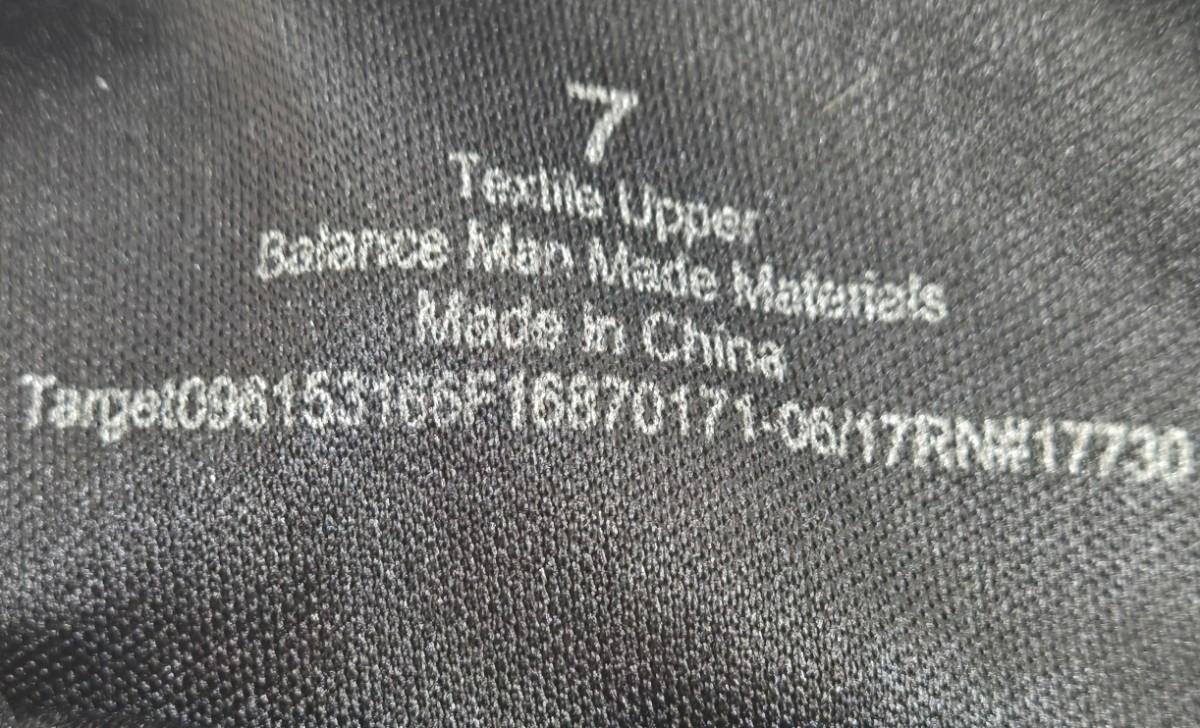 7
Textile Upper
Balance Man Made Materials
Made in China
Target096153166F16870171-06/17RN#17730